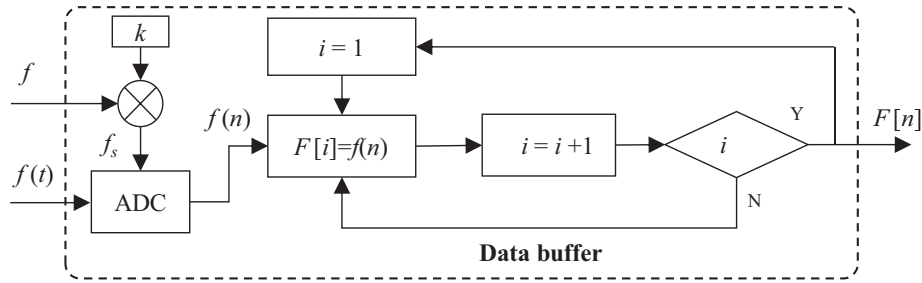 k
i = 1
f
f(n)
F[n]
Y
f_s
F[i]=f(n)
i = i+1
i
f(t)
ADC
N
Data buffer